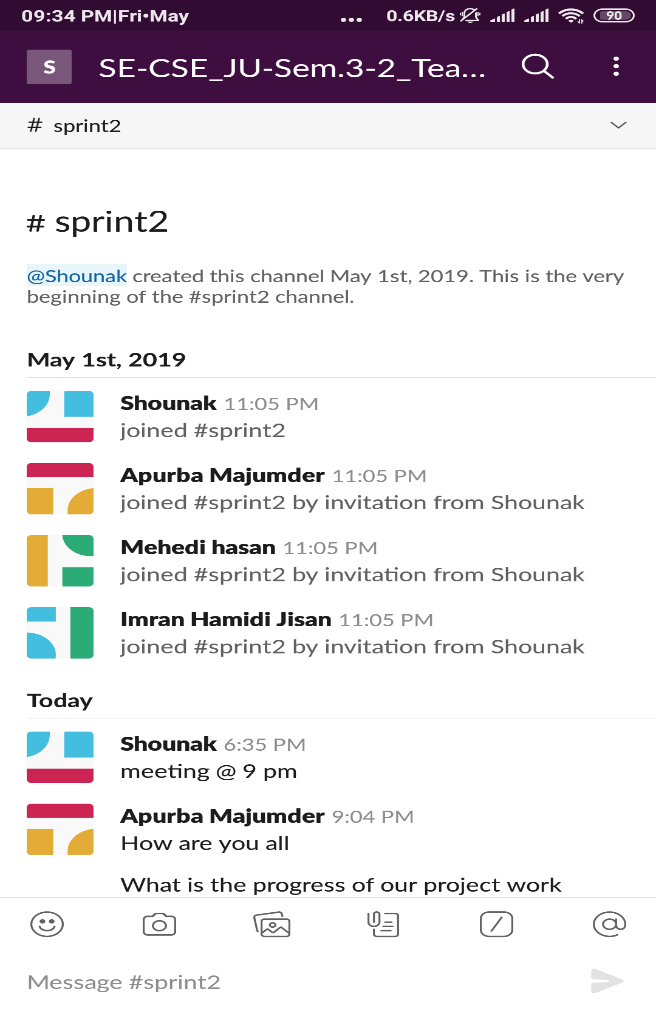 09:34 PM|Fri•May ... 0.6KB/s 90
S SE-CSE_JU-Sem.3-2_Tea...
# sprint2
# sprint2
@Shounak created this channel May 1st, 2019. This is the very
beginning of the #sprint2 channel.
May 1st, 2019
Shounak 11:05 PM
joined #sprint2
Apurba Majumder 11:05 PM
joined #sprint2 by invitation from Shounak
Mehedi hasan 11:05 PM
joined #sprint2 by invitation from Shounak
Imran Hamidi Jisan 11:05 PM
joined #sprint2 by invitation from Shounak
Today
Shounak 6:35 PM
meeting @ 9 pm
Apurba Majumder 9:04 PM
How are you all
What is the progress of our project work
Message #sprint2